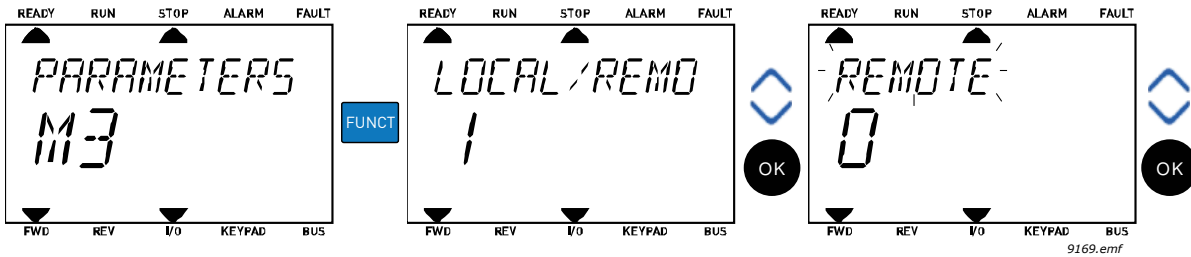 READY RUN STOP ALARM FAULT
PARAMETERS
M3
FWD REV I/O KEYPAD BUS
FUNCT
READY RUN STOP ALARM FAULT
LOCAL/REMO
1
FWD REV I/O KEYPAD BUS
OK
READY RUN STOP ALARM FAULT
REMOTE
0
FWD REV I/O KEYPAD BUS
OK
9169.emf